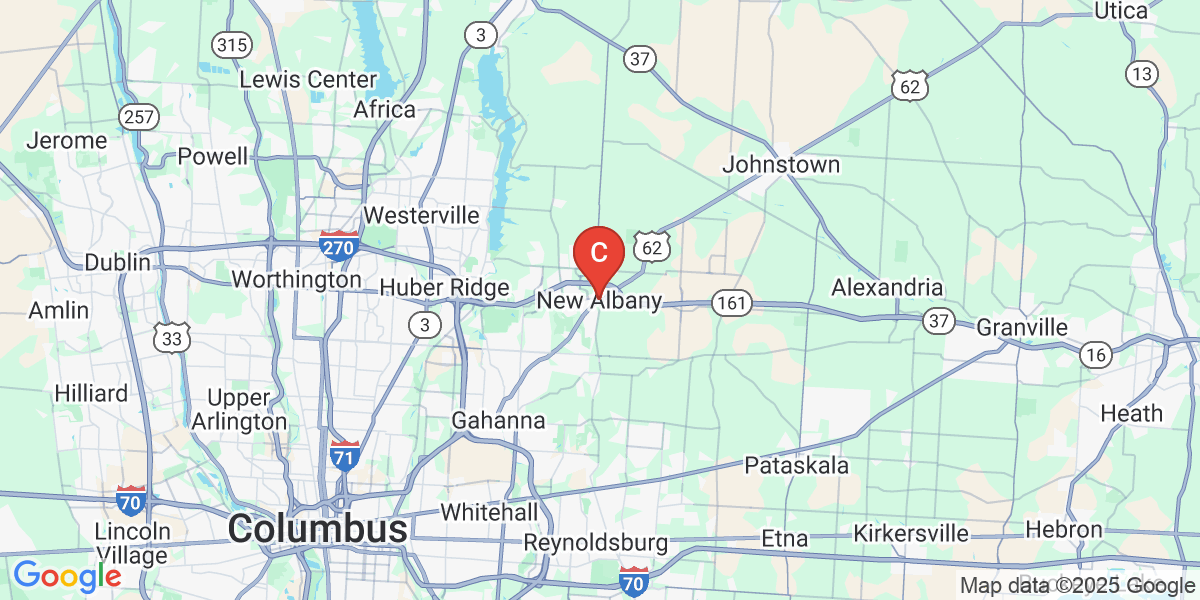 Utica
3
315
37
13
62
Lewis Center
Africa
257
Jerome
Powell
Johnstown
Westerville
270
62
C
Dublin
Worthington
Huber Ridge
New Albany
161
Alexandria
Amlin
33
3
37
Granville
16
Hilliard
Upper
Arlington
Gahanna
Heath
71
Pataskala
70
Lincoln
Village
Columbus
Whitehall
Reynoldsburg
Etna
Kirkersville
Hebron
70
Google
Map data ©2025 Google